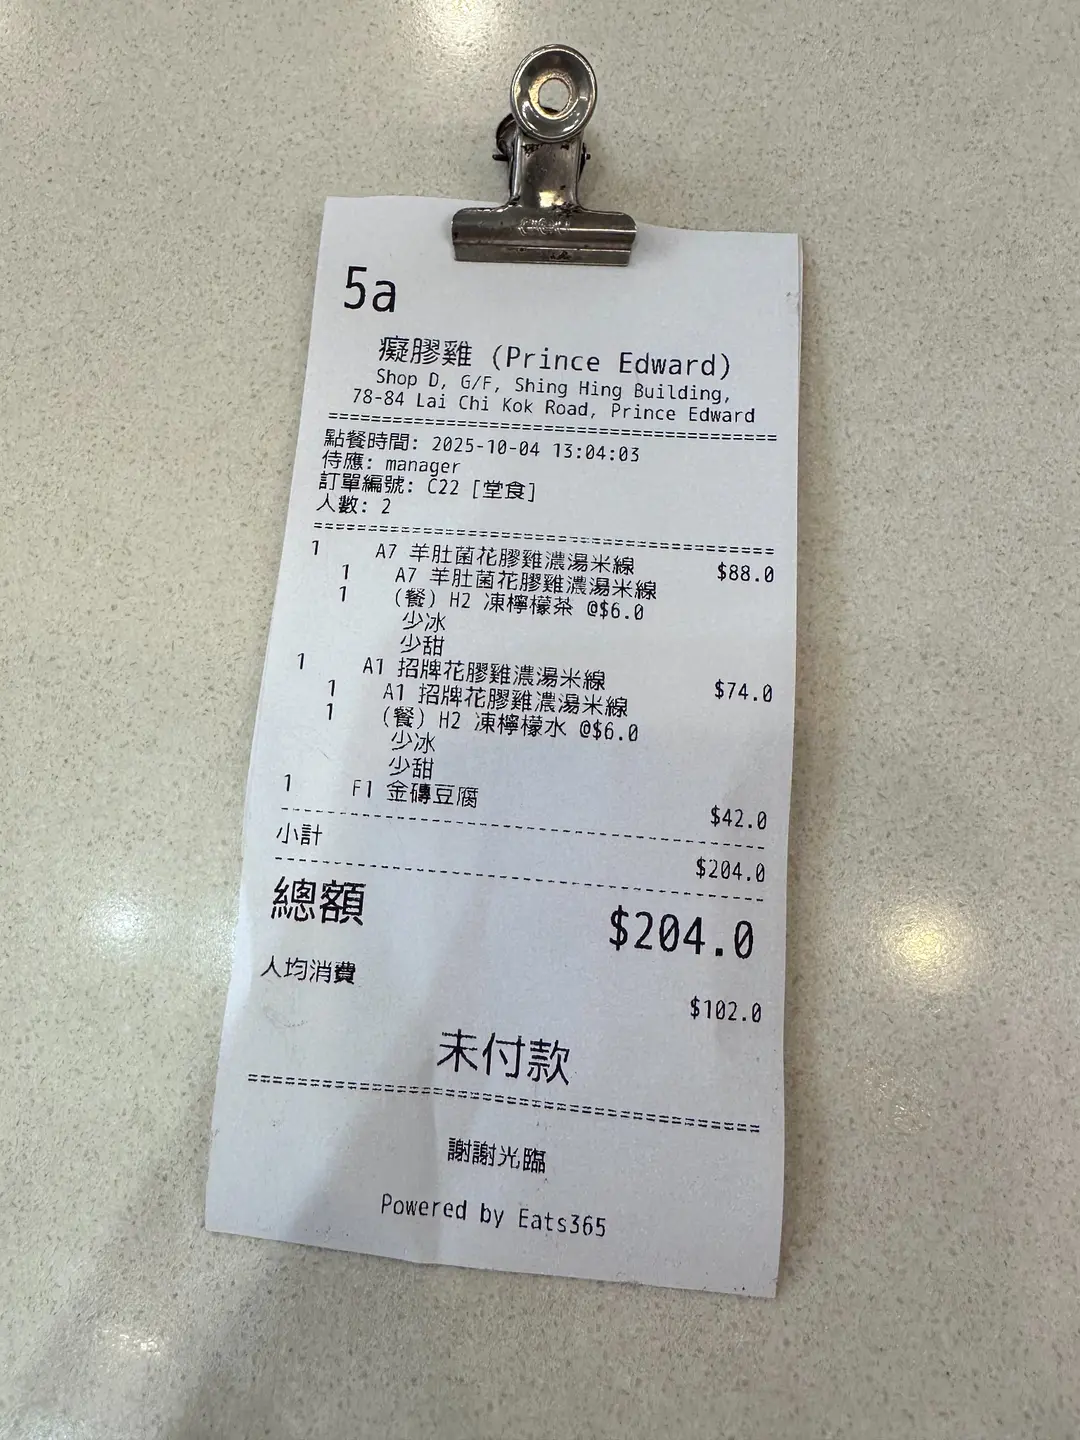 5a
癡膠雞 (Prince Edward)
Shop D, G/F, Shing Hing Building,
78-84 Lai Chi Kok Road, Prince Edward
點餐時間: 2025-10-04 13:04:03
侍應: manager
訂單編號: C22 [堂食]
人數: 2
1 A7 羊肚菌花膠雞濃湯米線 $88.0
1 A7 羊肚菌花膠雞濃湯米線
1 (餐) H2 凍檸檬茶 @$6.0
少冰
少甜
1 A1 招牌花膠雞濃湯米線 $74.0
1 A1 招牌花膠雞濃湯米線
1 (餐) H2 凍檸檬水 @$6.0
少冰
少甜
1 F1 金磚豆腐 $42.0
小計 $204.0
總額 $204.0
人均消費 $102.0
未付款
謝謝光臨
Powered by Eats365